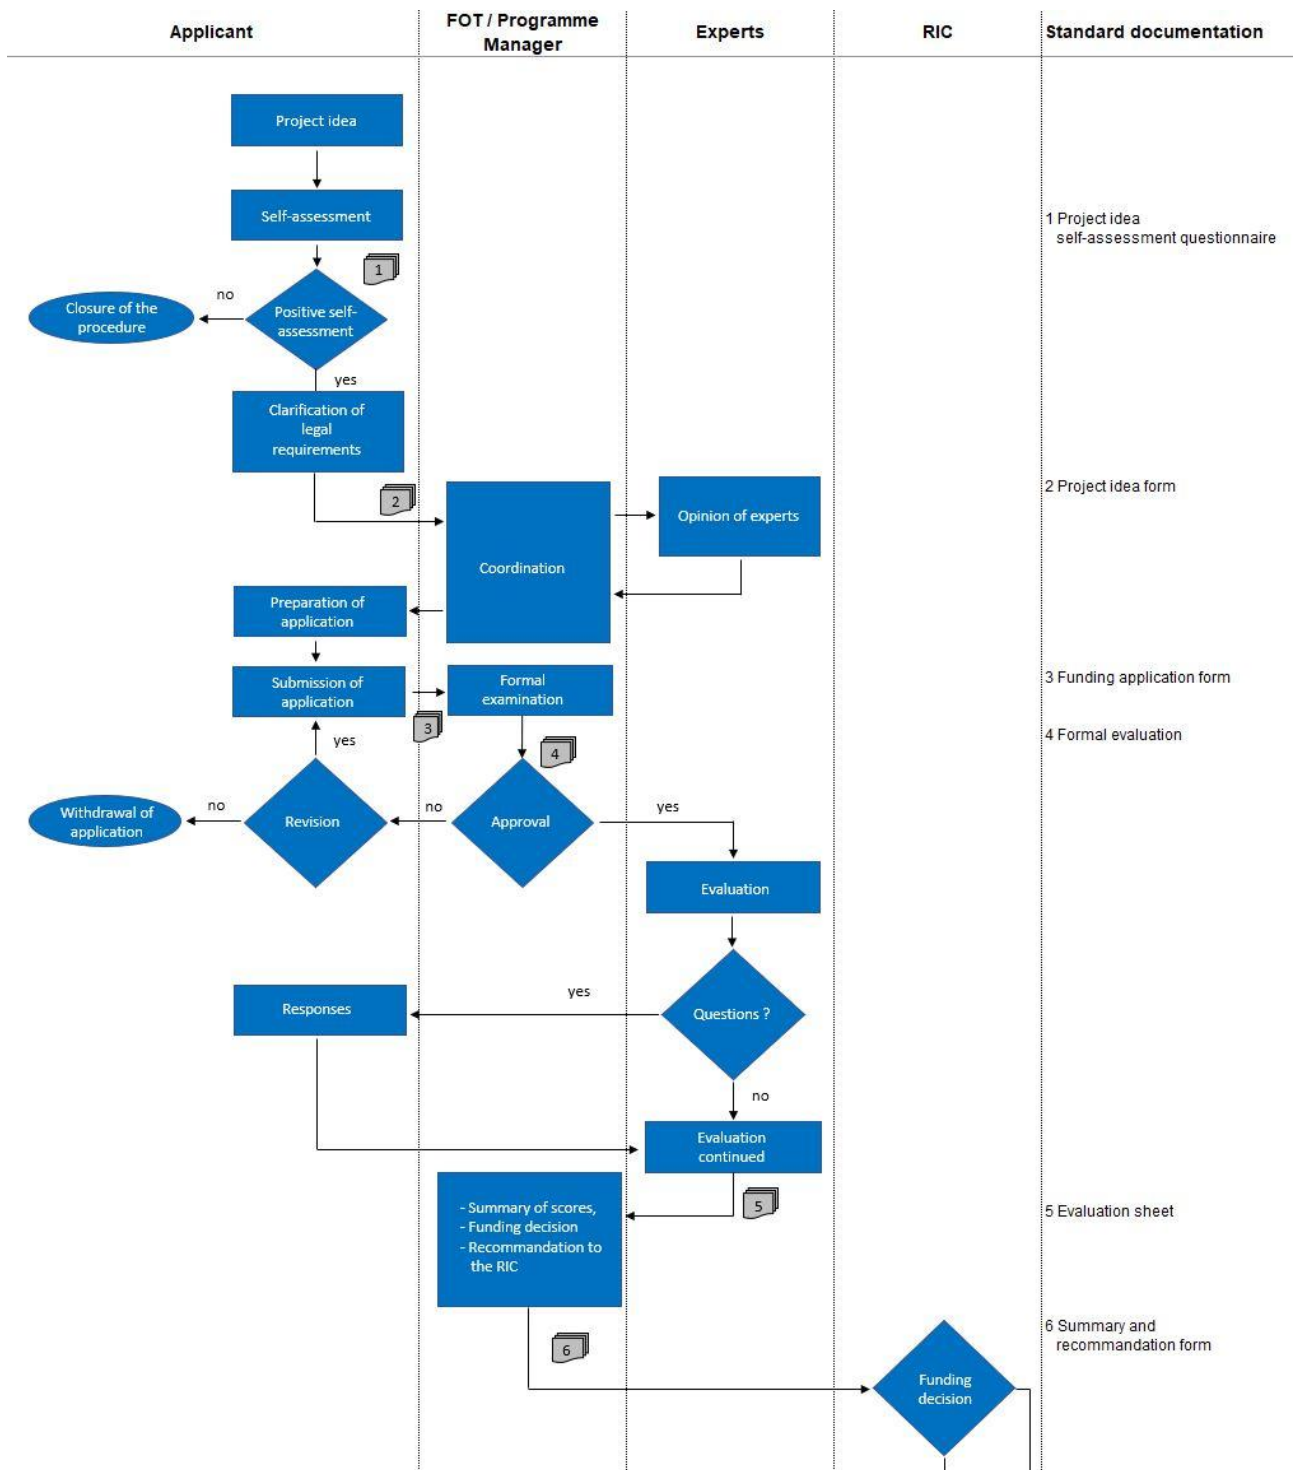 Applicant
FOT / Programme
Manager
Experts
RIC
Standard documentation
Project idea
Self-assessment
1 Project idea
self-assessment questionnaire
1
no
Closure of the
procedure
Positive self-
assessment
yes
Clarification of
legal
requirements
2
2 Project idea form
Opinion of experts
Coordination
Preparation of
application
Submission of
application
Formal
examination
3 Funding application form
3
yes
4
4 Formal evaluation
Withdrawal of
application
no
Revision
no
Approval
yes
Evaluation
yes
Responses
Questions ?
no
Evaluation
continued
- Summary of scores,
- Funding decision
- Recommandation to
the RIC
5
5 Evaluation sheet
6
6 Summary and
recommandation form
Funding
decision